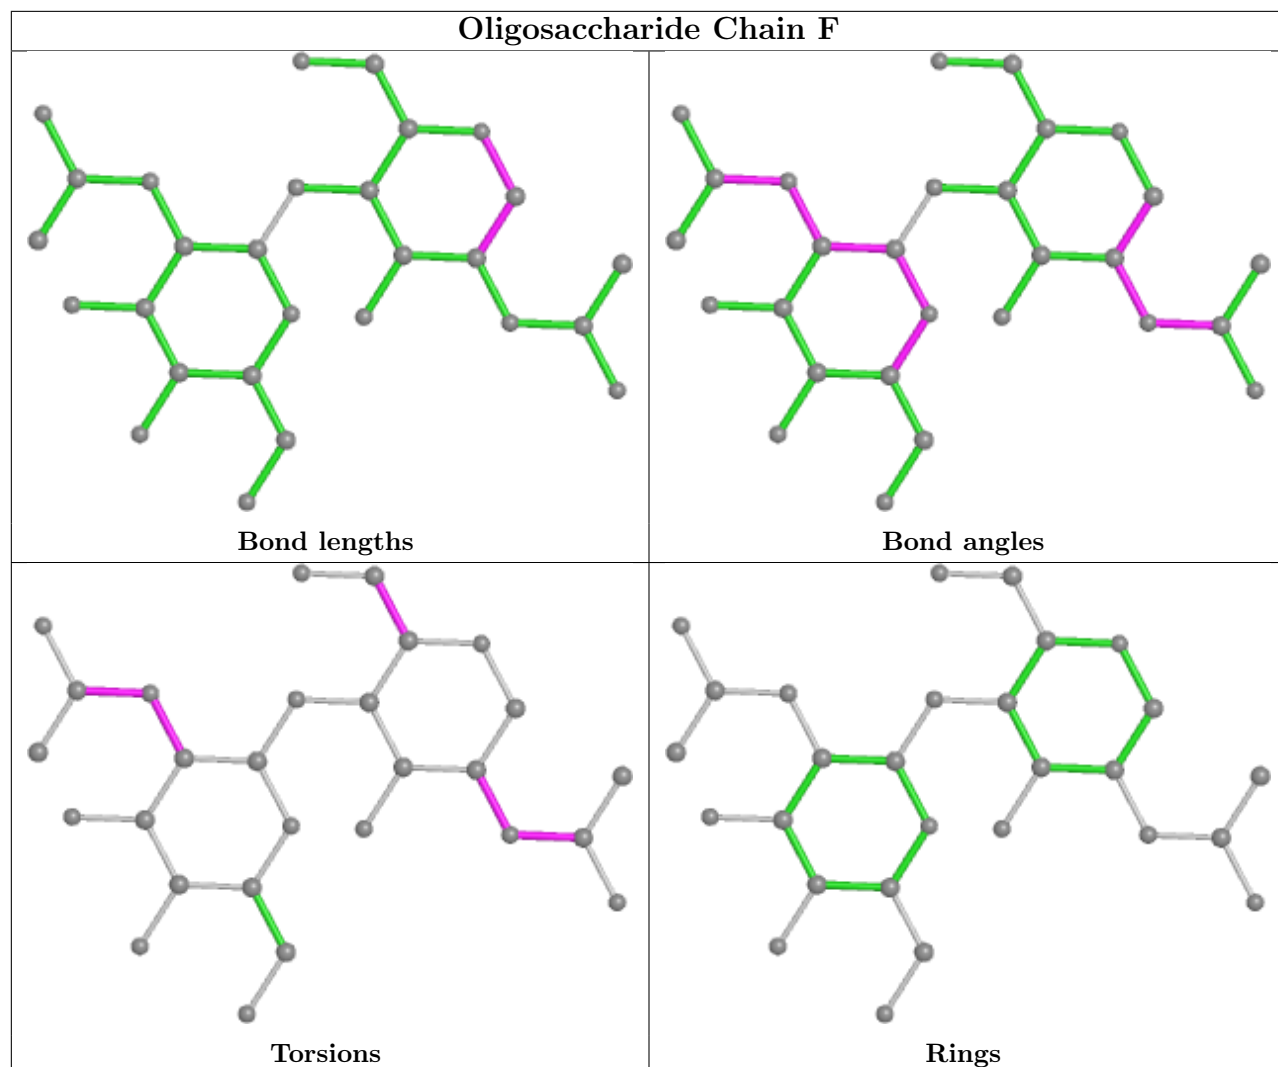 Oligosaccharide Chain F
Bond lengths
Bond angles
Torsions
Rings